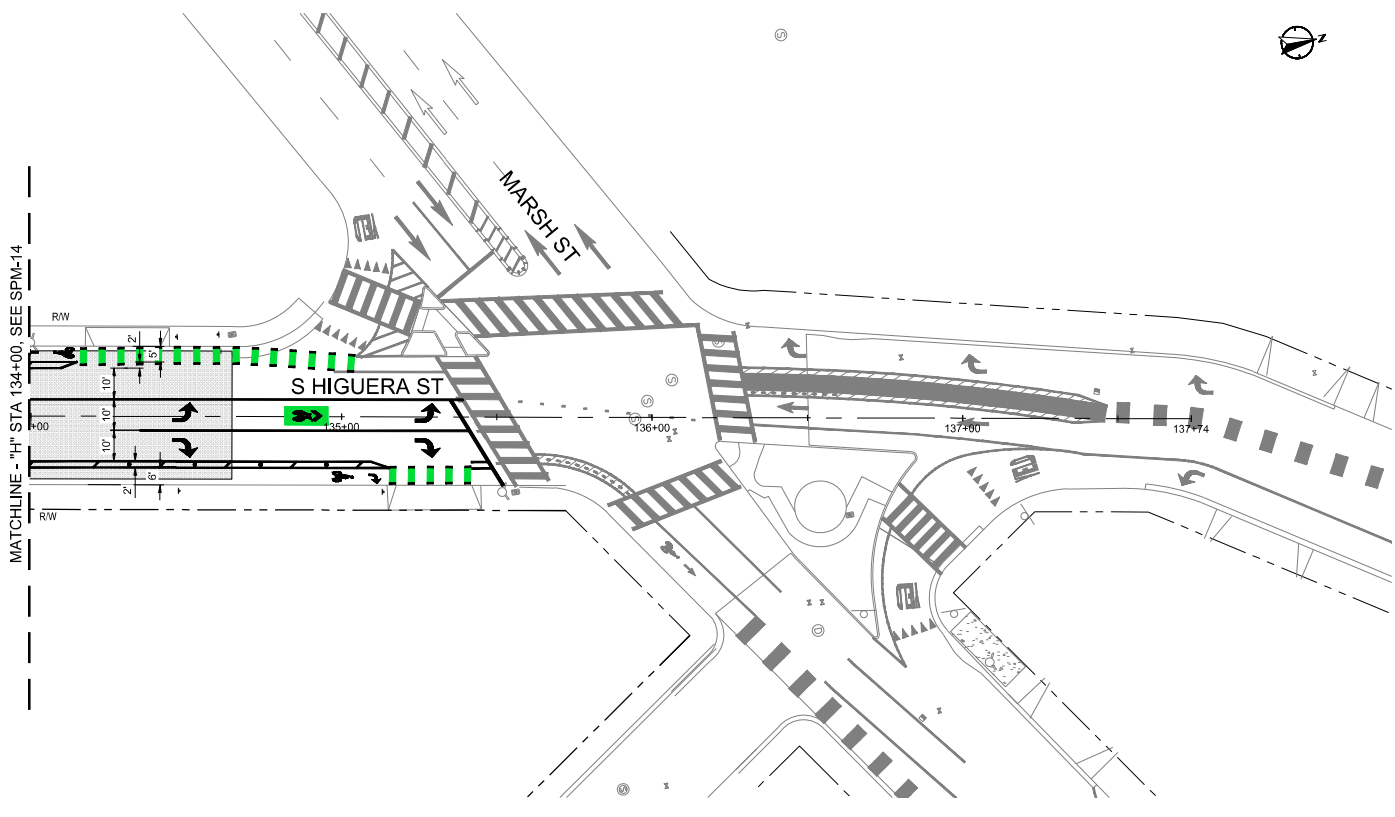 Z
MATCHLINE - "H" STA 134+00, SEE SPM-14
MARSH ST
R/W
2'
5'
10'
10'
10'
S HIGUERA ST
+00
135+00
136+00
137+00
137+74
2'
6'
R/W
S
S
S
S
S
D
S